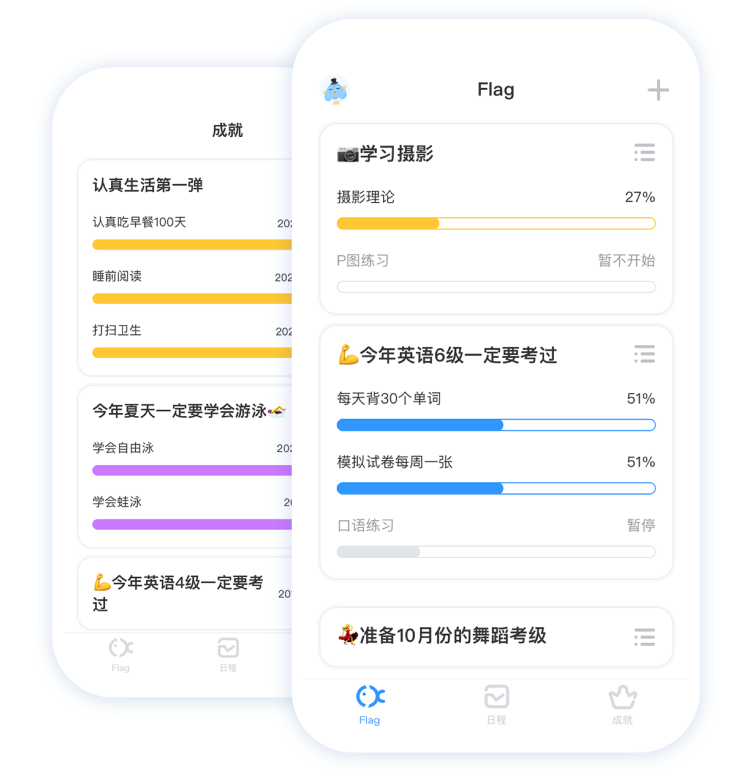 成就
认真生活第一弹
认真吃早餐100天
睡前阅读
打扫卫生
今年夏天一定要学会游泳
学会自由泳
学会蛙泳
今年英语4级一定要考
过
Flag
日程
Flag
学习摄影
摄影理论 27%
P图练习 暂不开始
今年英语6级一定要考过
每天背30个单词 51%
模拟试卷每周一张 51%
口语练习 暂停
准备10月份的舞蹈考级
Flag
日程
成就